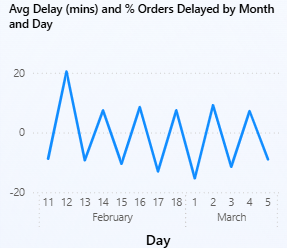 Avg Delay (mins) and % Orders Delayed by Month
and Day
20
0
-20
11 12 13 14 15 16 17 18 1 2 3 4 5
February March
Day